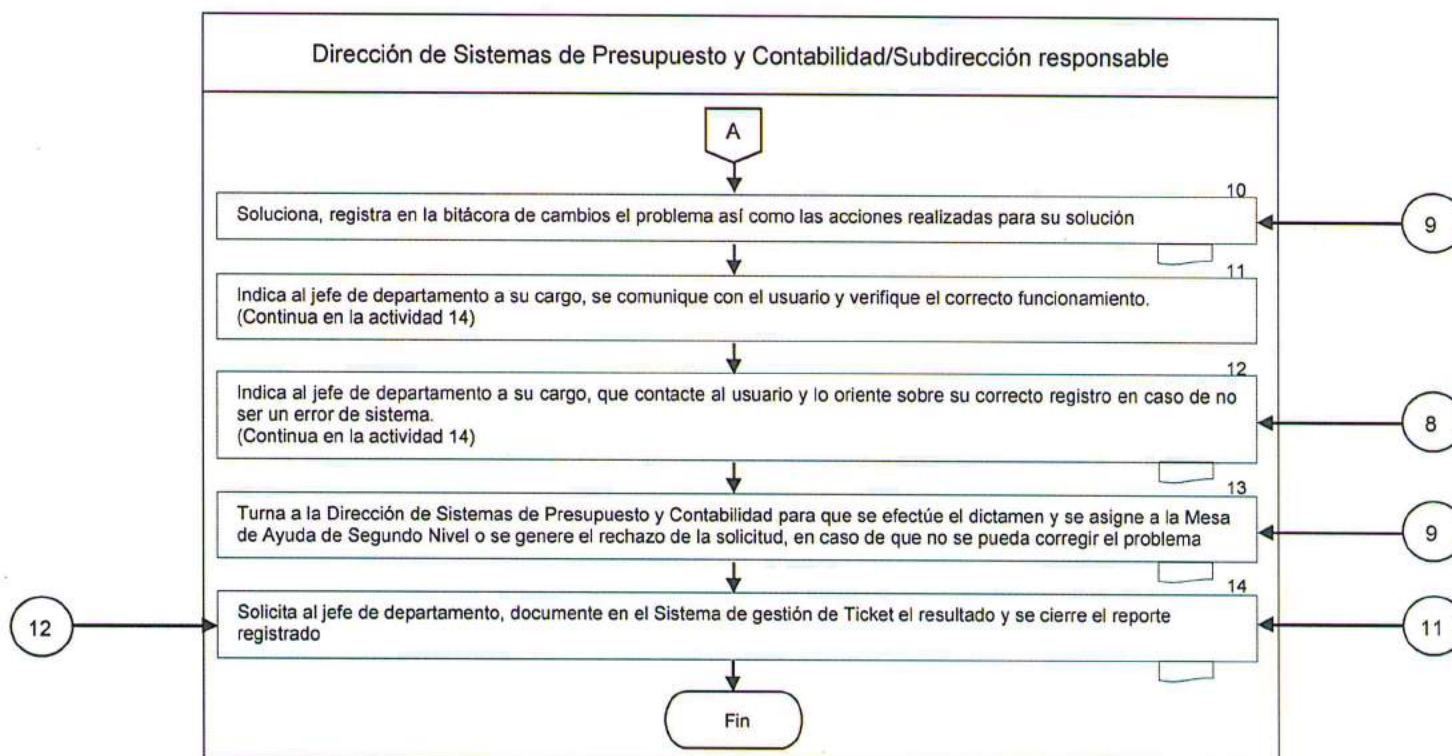 Dirección de Sistemas de Presupuesto y Contabilidad/Subdirección responsable
A
10
Soluciona, registra en la bitácora de cambios el problema así como las acciones realizadas para su solución
9
11
Indica al jefe de departamento a su cargo, se comunique con el usuario y verifique el correcto funcionamiento.
(Continua en la actividad 14)
12
Indica al jefe de departamento a su cargo, que contacte al usuario y lo oriente sobre su correcto registro en caso de no
ser un error de sistema.
(Continua en la actividad 14)
8
13
Turna a la Dirección de Sistemas de Presupuesto y Contabilidad para que se efectúe el dictamen y se asigne a la Mesa
de Ayuda de Segundo Nivel o se genere el rechazo de la solicitud, en caso de que no se pueda corregir el problema
9
14
12
Solicita al jefe de departamento, documente en el Sistema de gestión de Ticket el resultado y se cierre el reporte
registrado
11
Fin